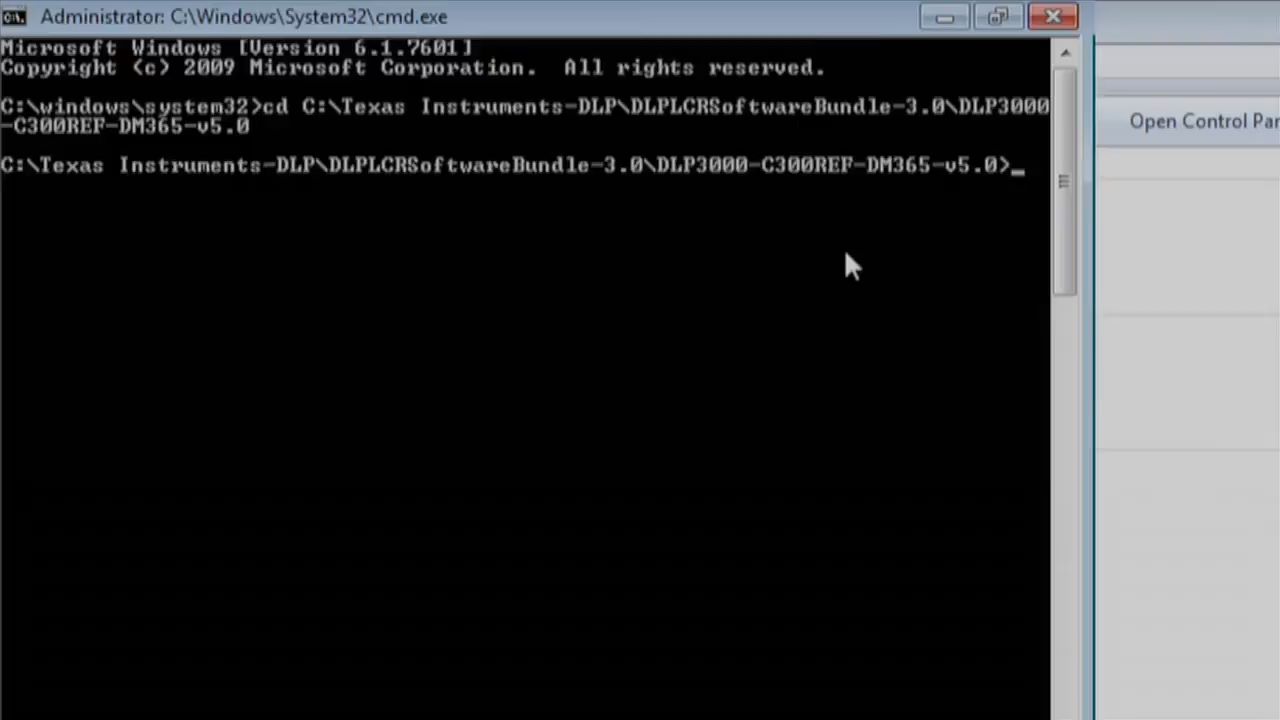 Administrator: C:\Windows\System32\cmd.exe
Microsoft Windows [Version 6.1.7601]
Copyright (c) 2009 Microsoft Corporation.  All rights reserved.
C:\windows\system32>cd C:\Texas Instruments-DLP\DLPLCRSoftwareBundle-3.0\DLP3000
-C300REF-DM365-v5.0
C:\Texas Instruments-DLP\DLPLCRSoftwareBundle-3.0\DLP3000-C300REF-DM365-v5.0>_
Open Control Par